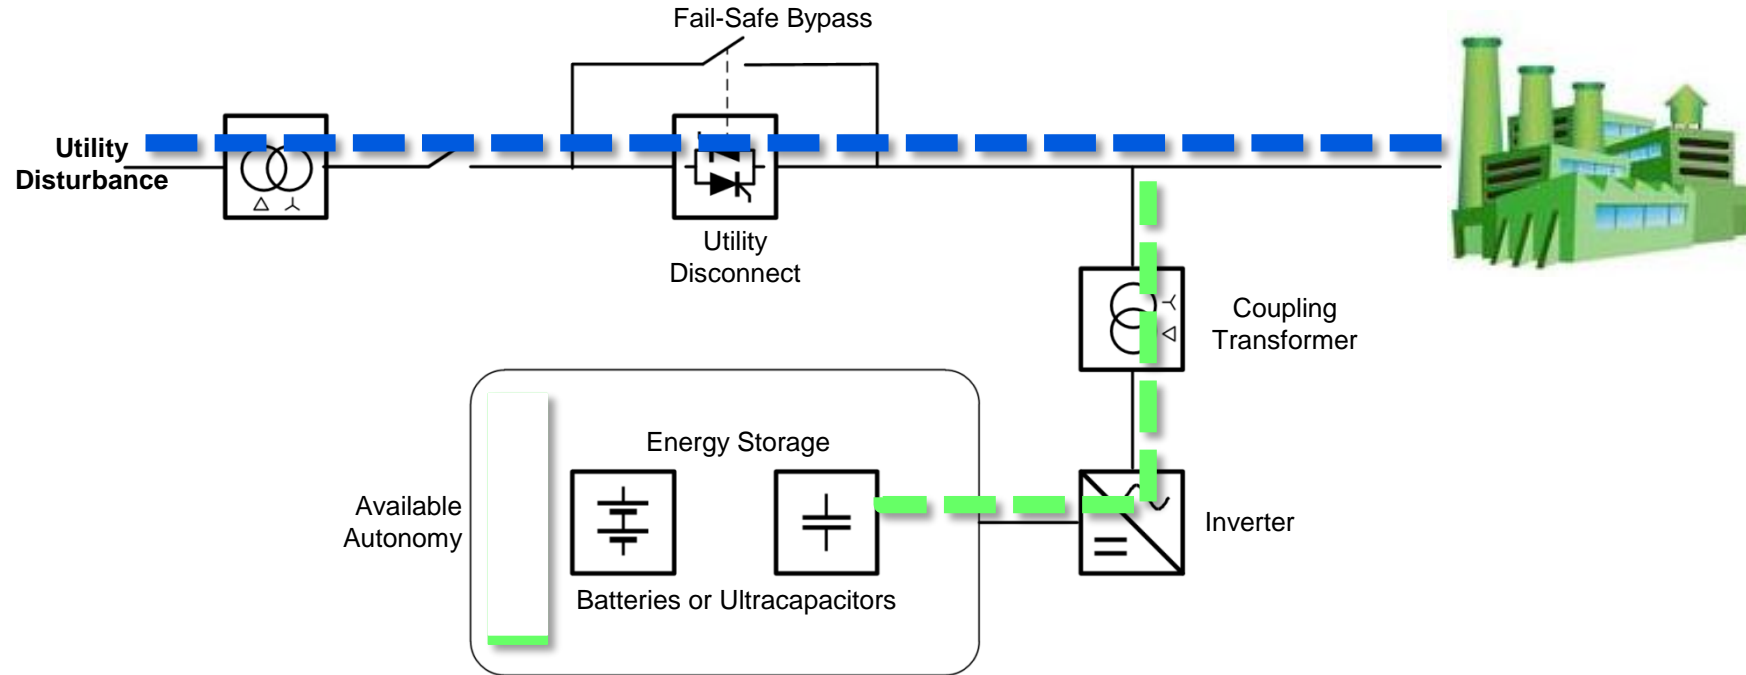 Fail-Safe Bypass
Utility
Disturbance
Utility
Disconnect
Coupling
Transformer
Energy Storage
Available
Autonomy
Inverter
Batteries or Ultracapacitors